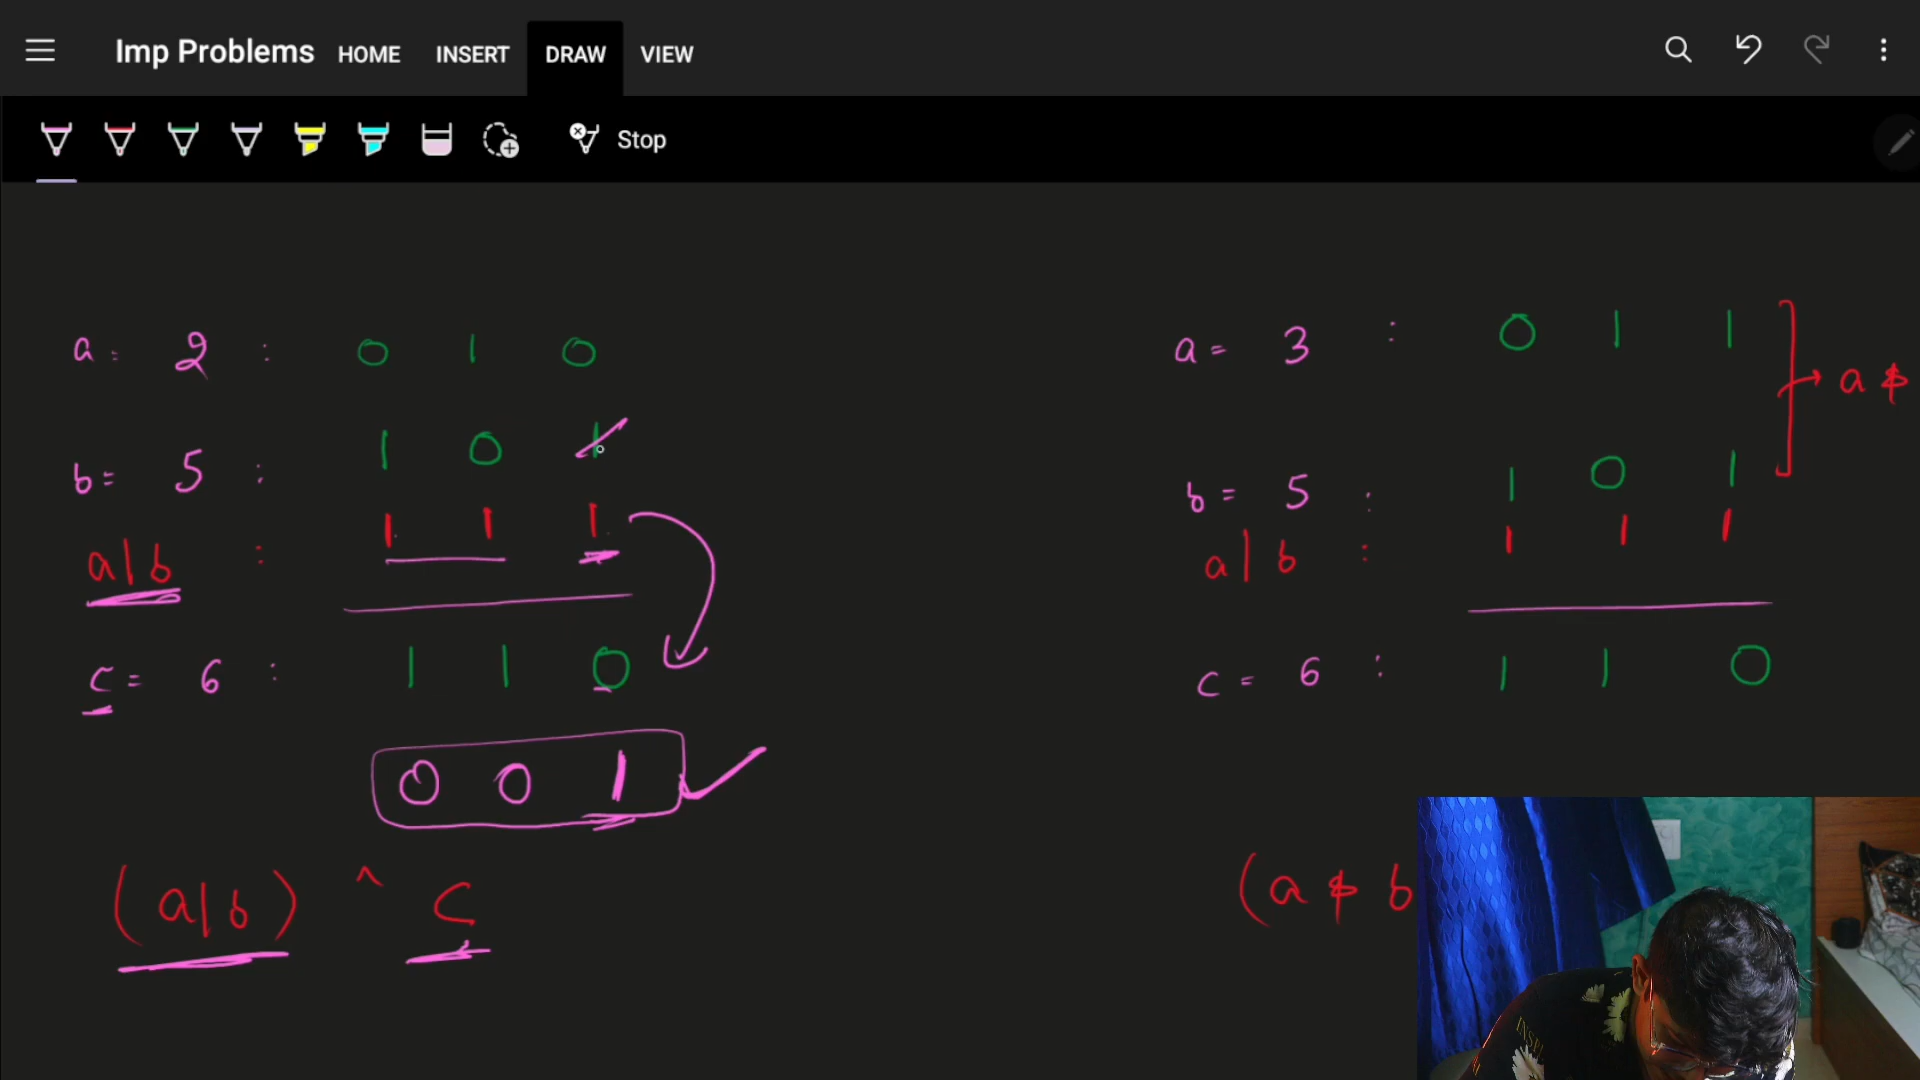 Imp Problems HOME INSERT DRAW VIEW
Stop
a = 2 : 0 1 0
b = 5 : 1 0 1
a|b : 1 1 1
c = 6 : 1 1 0
0 0 1
(a|b) ^ c
a = 3 : 0 1 1
b = 5 : 1 0 1
a|b : 1 1 1
c = 6 : 1 1 0
a &
(a & b